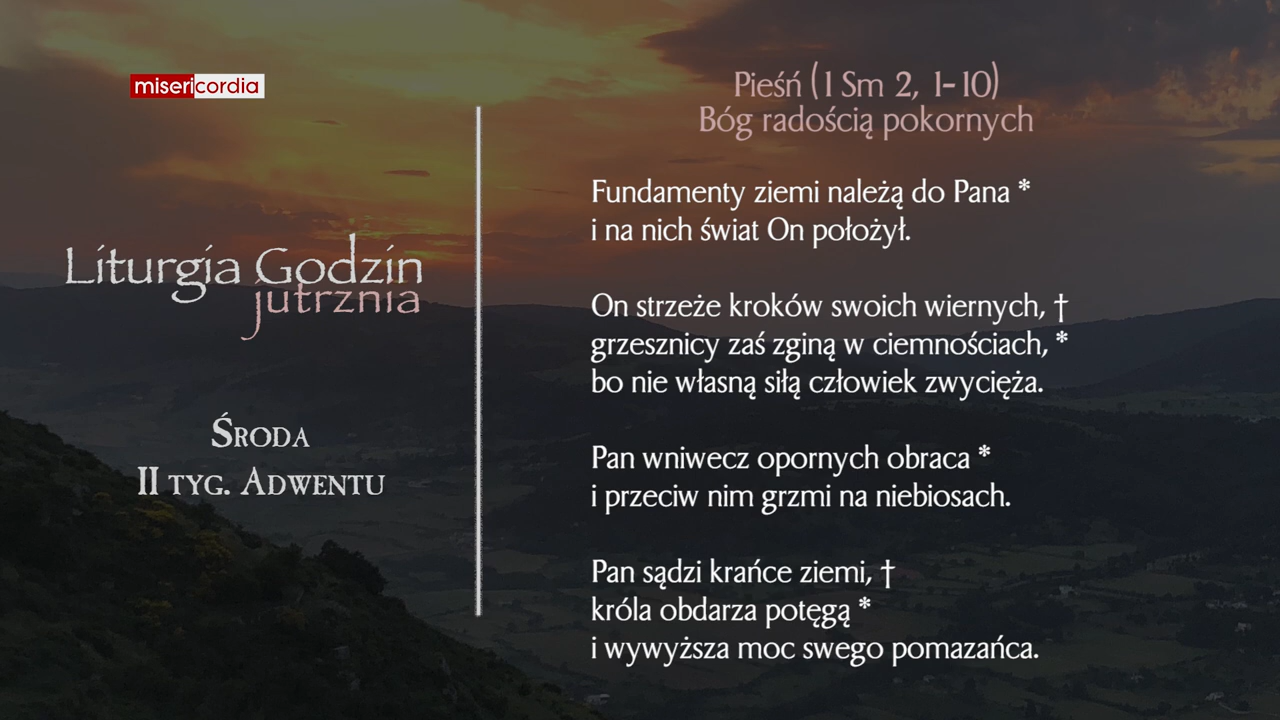 misericordia
Liturgia Godzin
jutrznia
Środa
II tyg. Adwentu
Pieśń (1 Sm 2, 1-10)
Bóg radością pokornych
Fundamenty ziemi należą do Pana *
i na nich świat On położył.
On strzeże kroków swoich wiernych, †
grzesznicy zaś zginą w ciemnościach, *
bo nie własną siłą człowiek zwycięża.
Pan wniwecz opornych obraca *
i przeciw nim grzmi na niebiosach.
Pan sądzi krańce ziemi, †
króla obdarza potęgą *
i wywyższa moc swego pomazańca.